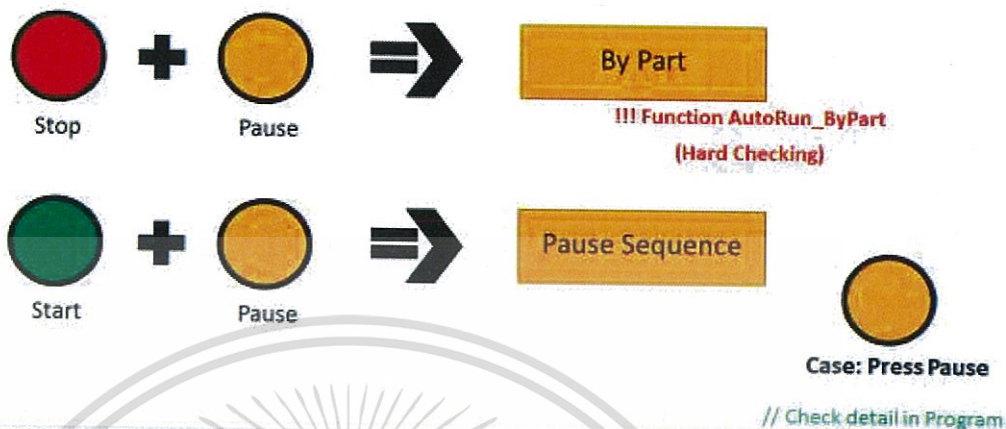 By Part
Stop
Pause
!!! Function AutoRun_ByPart
(Hard Checking)
Pause Sequence
Start
Pause
Case: Press Pause
// Check detail in Program